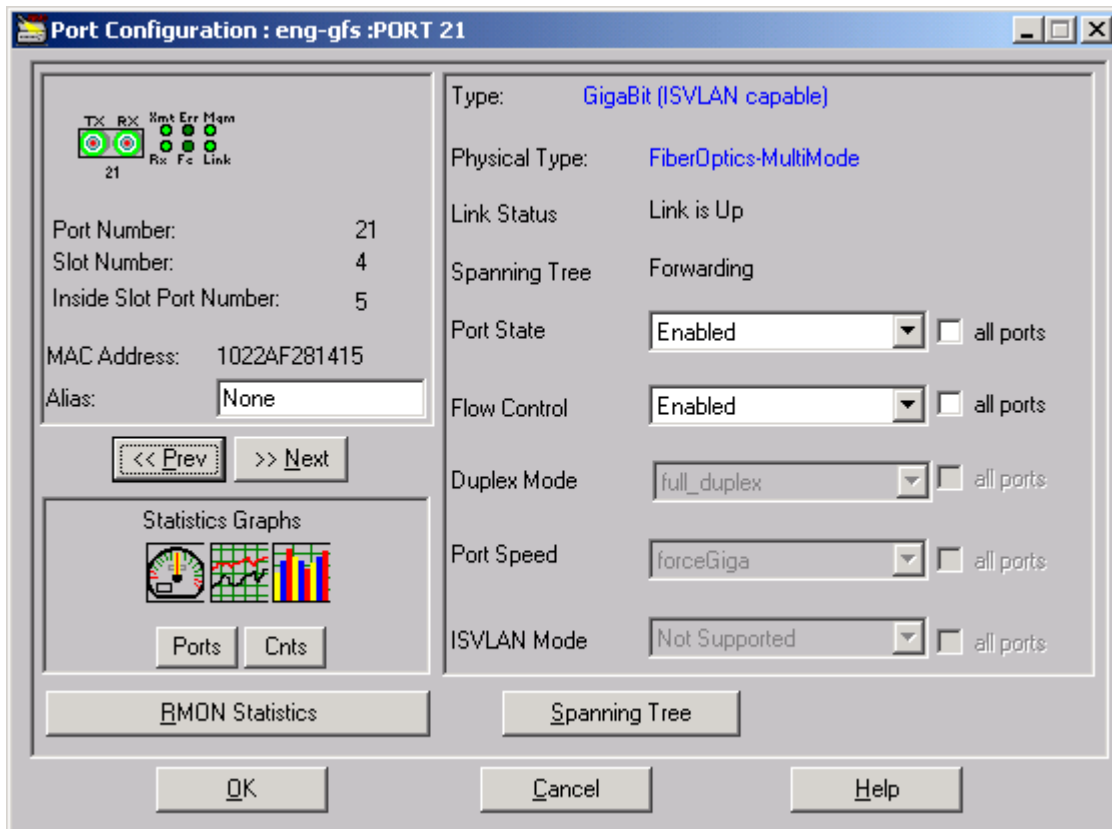 Port Configuration : eng-gfs :PORT 21
TX RX Xmt Err Mgm
Rx Fc Link
21
Port Number: 21
Slot Number: 4
Inside Slot Port Number: 5
MAC Address: 1022AF281415
Alias: None
<< Prev >> Next
Statistics Graphs
Ports Cnts
RMON Statistics
Type: GigaBit (ISVLAN capable)
Physical Type: FiberOptics-MultiMode
Link Status Link is Up
Spanning Tree Forwarding
Port State Enabled all ports
Flow Control Enabled all ports
Duplex Mode full_duplex all ports
Port Speed forceGiga all ports
ISVLAN Mode Not Supported all ports
Spanning Tree
OK Cancel Help